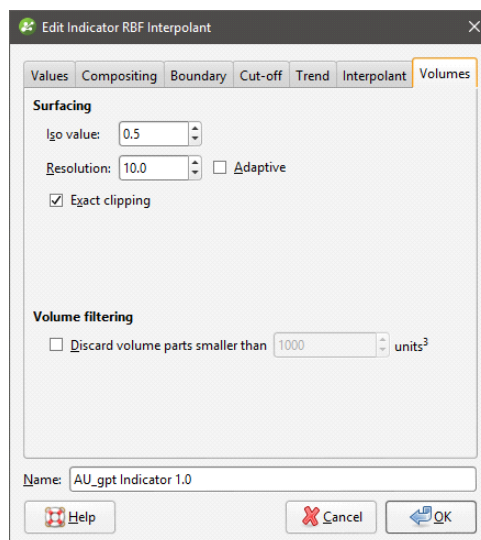 Edit Indicator RBF Interpolant
Values Compositing Boundary Cut-off Trend Interpolant Volumes
Surfacing
Iso value: 0.5
Resolution: 10.0 Adaptive
Exact clipping
Volume filtering
Discard volume parts smaller than 1000 units³
Name: AU_gpt Indicator 1.0
Help Cancel OK